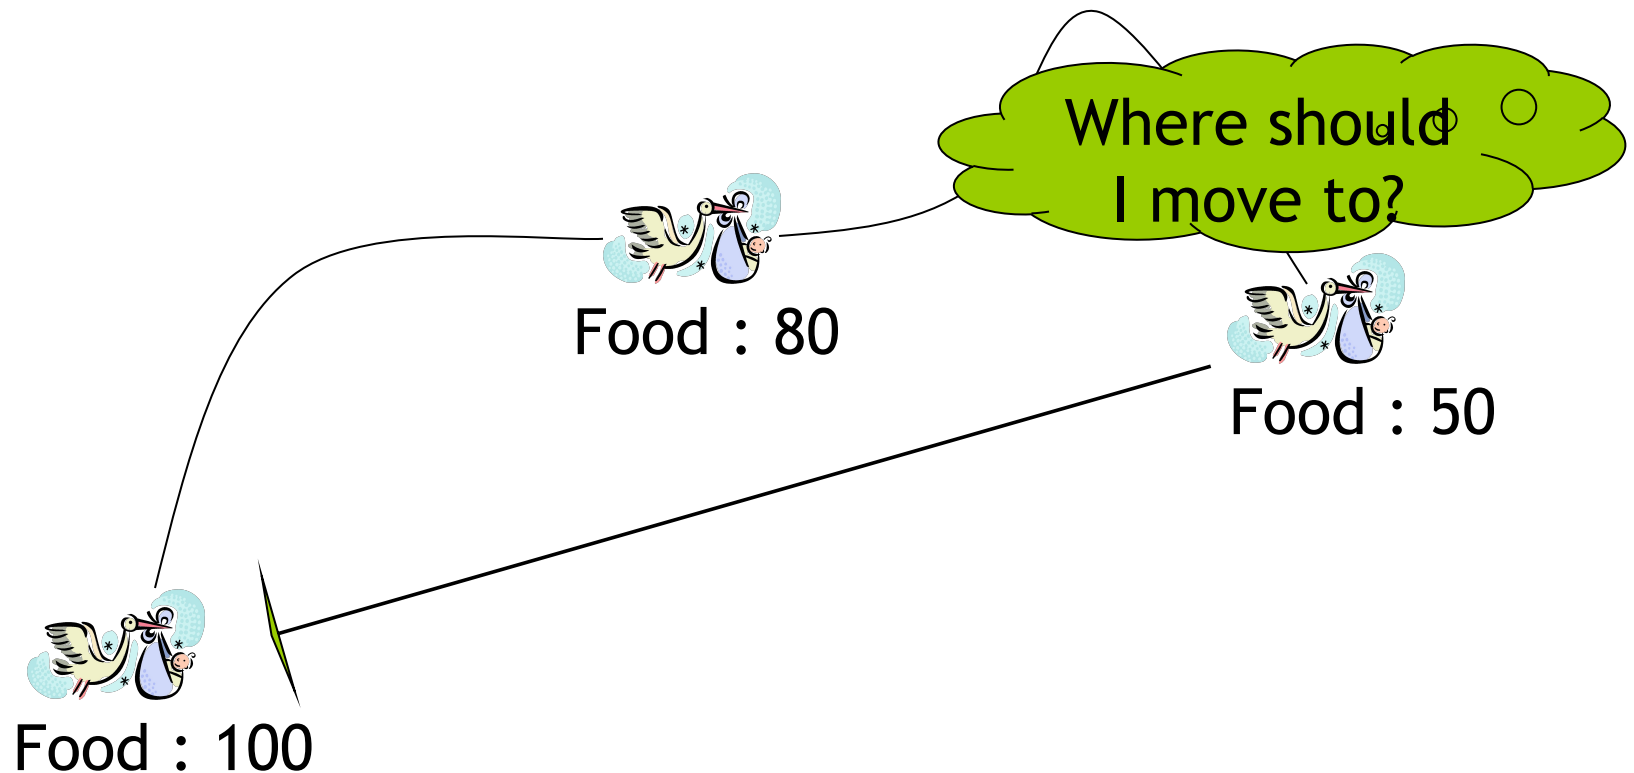 Where should
I move to?
Food : 80
Food : 50
Food : 100